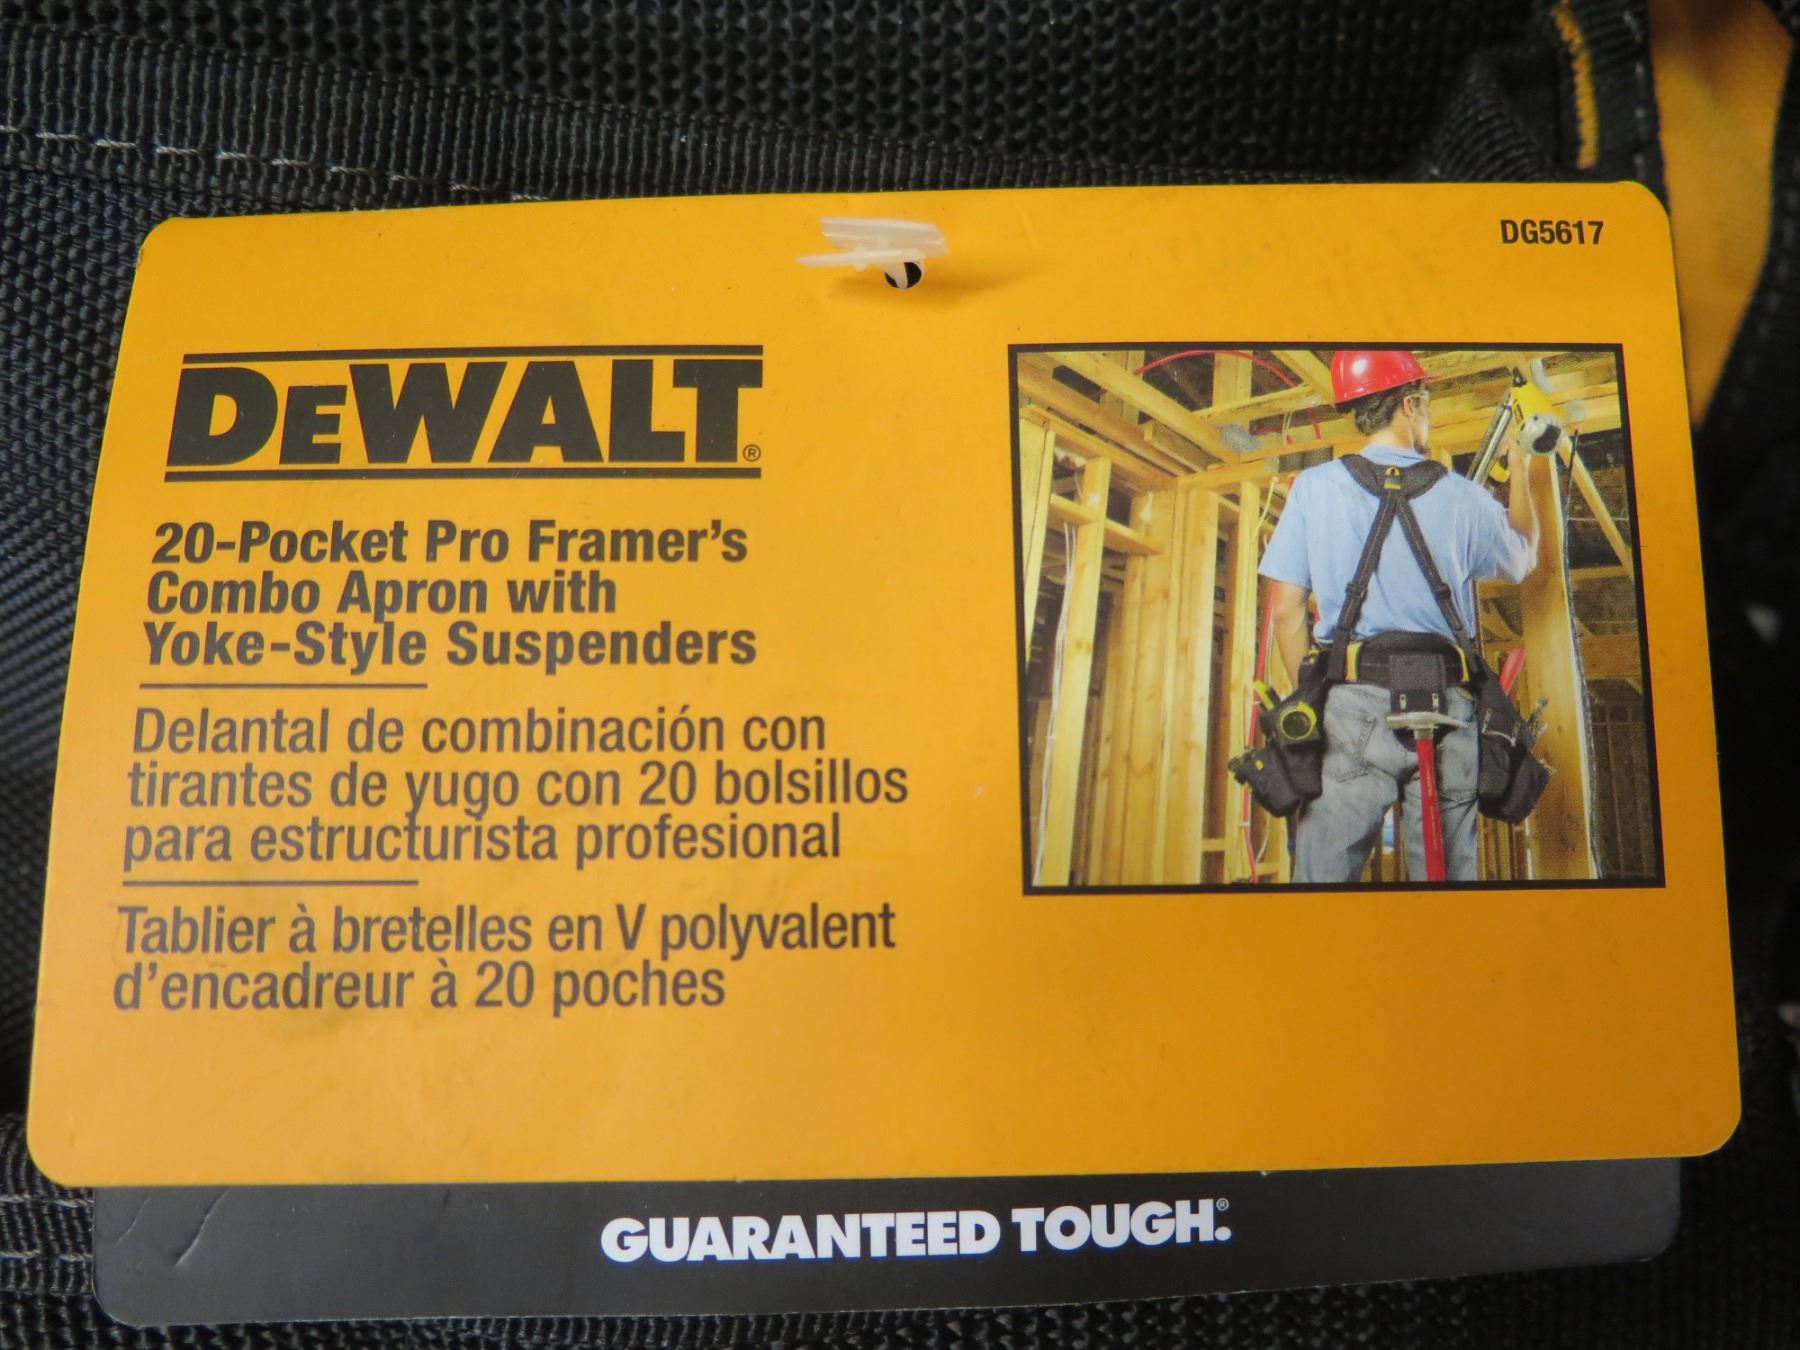 DG5617
DEWALT®
20-Pocket Pro Framer's
Combo Apron with
Yoke-Style Suspenders
Delantal de combinación con
tirantes de yugo con 20 bolsillos
para estructurista profesional
Tablier à bretelles en V polyvalent
d'encadreur à 20 poches
GUARANTEED TOUGH.®